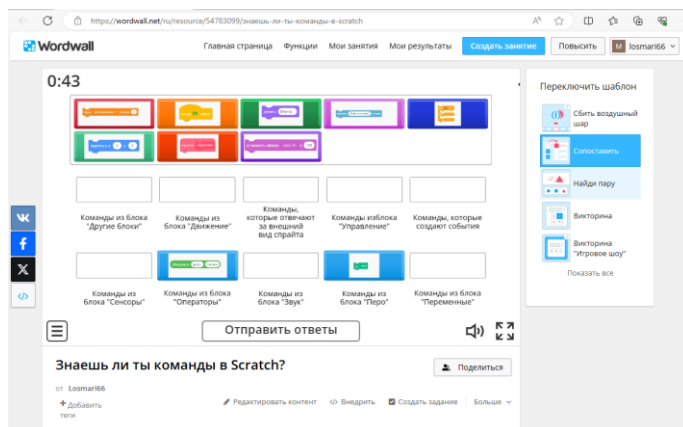 https://wordwall.net/ru/resource/54783099/знаешь-ли-ты-команды-в-scratch
Wordwall
Главная страница Функции Мои занятия Мои результаты Создать занятие Повысить M losmari66
0:43
Команды из блока "Другие блоки"
Команды из блока "Движение"
Команды, которые отвечают за внешний вид спрайта
Команды изблока "Управление"
Команды, которые создают события
Команды из блока "Сенсоры"
Команды из блока "Операторы"
Команды из блока "Звук"
Команды из блока "Перо"
Команды из блока "Переменные"
Отправить ответы
Переключить шаблон
Сбить воздушный шар
Сопоставить
Найди пару
Викторина
Викторина "Игровое шоу"
Показать все
Знаешь ли ты команды в Scratch?
Поделиться
от Losmari66
Добавить теги
Редактировать контент Внедрить Создать задание Больше